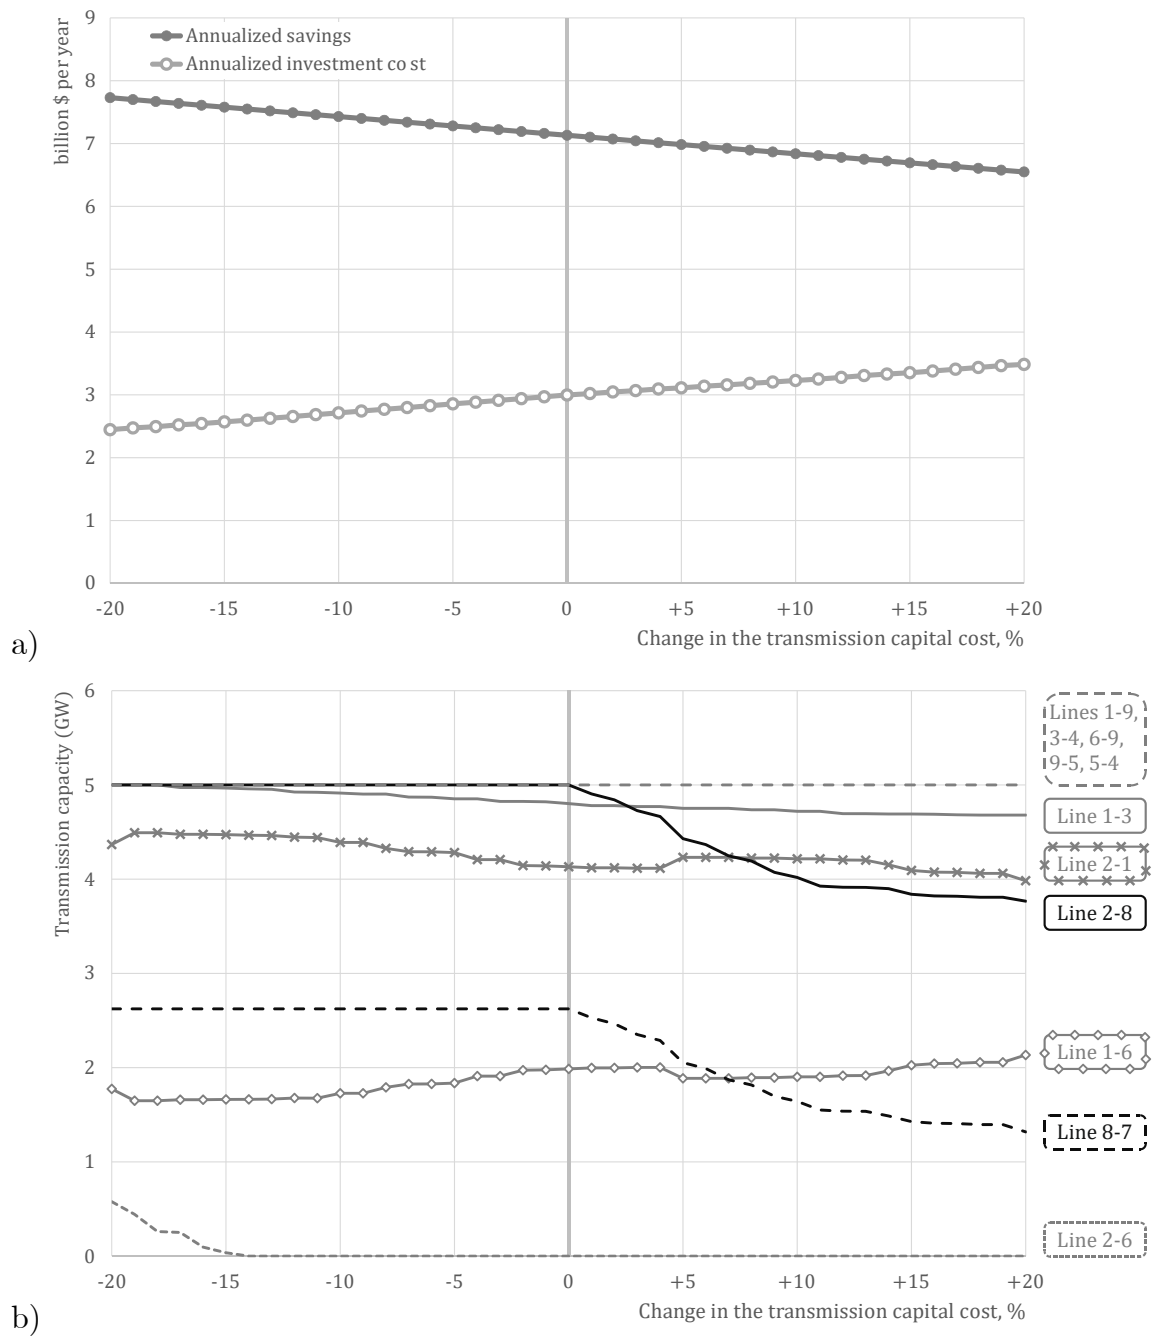 billion $ per year
9
8
7
6
5
4
3
2
1
0
Annualized savings
Annualized investment cost
-20 -15 -10 -5 0 +5 +10 +15 +20
Change in the transmission capital cost, %
a)
Transmission capacity (GW)
6
5
4
3
2
1
0
Lines 1-9,
3-4, 6-9,
9-5, 5-4
Line 1-3
Line 2-1
Line 2-8
Line 1-6
Line 8-7
Line 2-6
-20 -15 -10 -5 0 +5 +10 +15 +20
Change in the transmission capital cost, %
b)